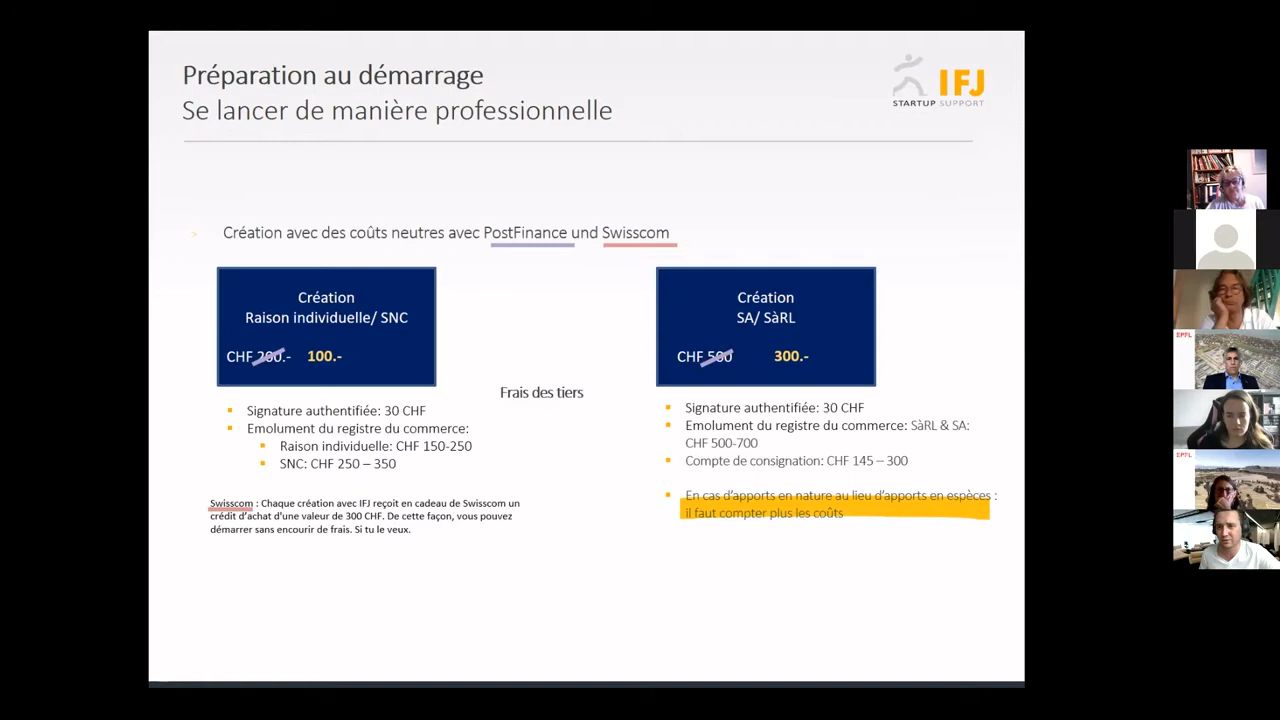 Préparation au démarrage
Se lancer de manière professionnelle
IFJ
STARTUP SUPPORT
Création avec des coûts neutres avec PostFinance und Swisscom
Création
Raison individuelle/ SNC
CHF 200.- 100.-
Création
SA/ SàRL
CHF 500 300.-
Frais des tiers
Signature authentifiée: 30 CHF
Emolument du registre du commerce:
Raison individuelle: CHF 150-250
SNC: CHF 250 – 350
Signature authentifiée: 30 CHF
Emolument du registre du commerce: SàRL & SA:
CHF 500-700
Compte de consignation: CHF 145 – 300
En cas d'apports en nature au lieu d'apports en espèces :
il faut compter plus les coûts
Swisscom : Chaque création avec IFJ reçoit en cadeau de Swisscom un
crédit d'achat d'une valeur de 300 CHF. De cette façon, vous pouvez
démarrer sans encourir de frais. Si tu le veux.
EPFL
EPFL